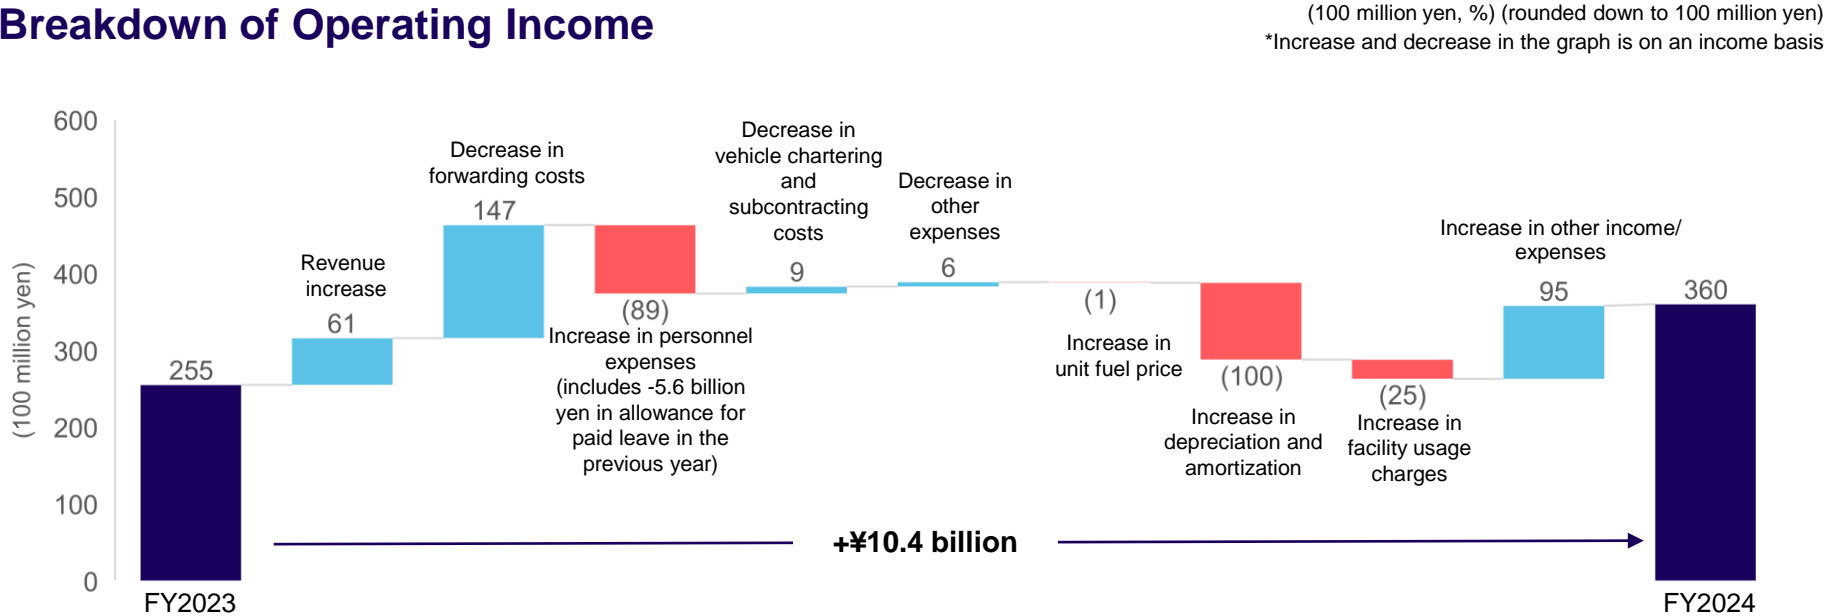 Breakdown of Operating Income
(100 million yen, %) (rounded down to 100 million yen)
*Increase and decrease in the graph is on an income basis
(100 million yen)
600
500
400
300
200
100
0
255
FY2023
Revenue
increase
61
Decrease in
forwarding costs
147
(89)
Increase in personnel
expenses
(includes -5.6 billion
yen in allowance for
paid leave in the
previous year)
Decrease in
vehicle chartering
and
subcontracting
costs
9
Decrease in
other
expenses
6
(1)
Increase in
unit fuel price
(100)
Increase in
depreciation and
amortization
(25)
Increase in
facility usage
charges
Increase in other income/
expenses
95
360
FY2024
+¥10.4 billion